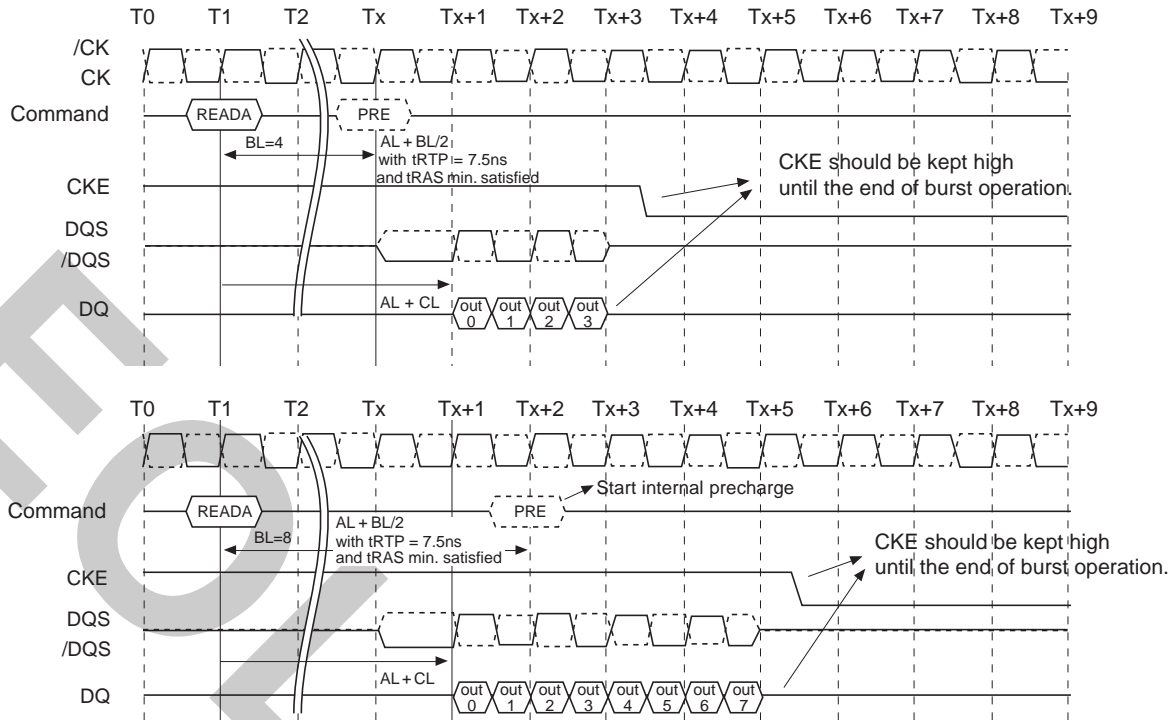 T0 T1 T2 Tx Tx+1 Tx+2 Tx+3 Tx+4 Tx+5 Tx+6 Tx+7 Tx+8 Tx+9
/CK
CK
Command READA PRE
BL=4
AL + BL/2
with tRTP = 7.5ns
and tRAS min. satisfied
CKE should be kept high
until the end of burst operation.
CKE
DQS
/DQS
AL + CL
DQ out 0 out 1 out 2 out 3
T0 T1 T2 Tx Tx+1 Tx+2 Tx+3 Tx+4 Tx+5 Tx+6 Tx+7 Tx+8 Tx+9
Start internal precharge
Command READA PRE
BL=8
AL + BL/2
with tRTP = 7.5ns
and tRAS min. satisfied
CKE should be kept high
until the end of burst operation.
CKE
DQS
/DQS
AL + CL
DQ out 0 out 1 out 2 out 3 out 4 out 5 out 6 out 7